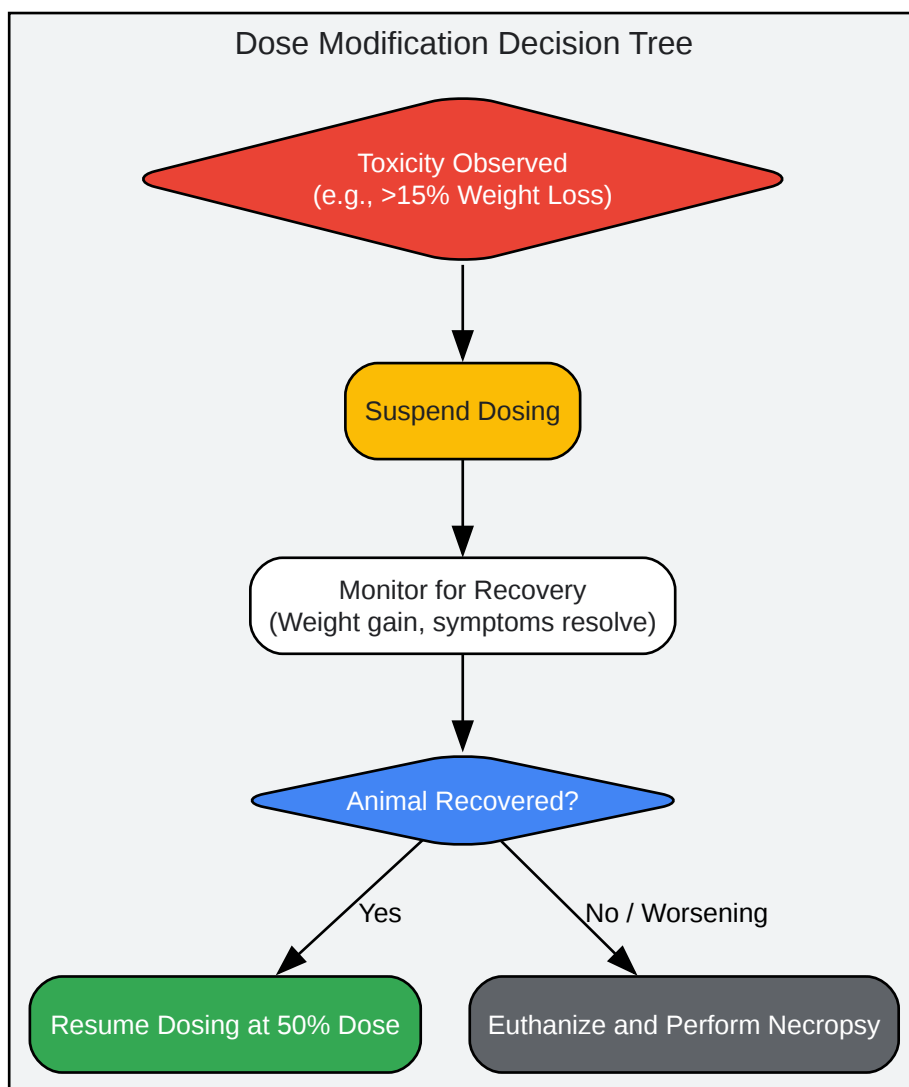 Dose Modification Decision Tree
Toxicity Observed
(e.g., >15% Weight Loss)
Suspend Dosing
Monitor for Recovery
(Weight gain, symptoms resolve)
Animal Recovered?
Yes
No / Worsening
Resume Dosing at 50% Dose
Euthanize and Perform Necropsy